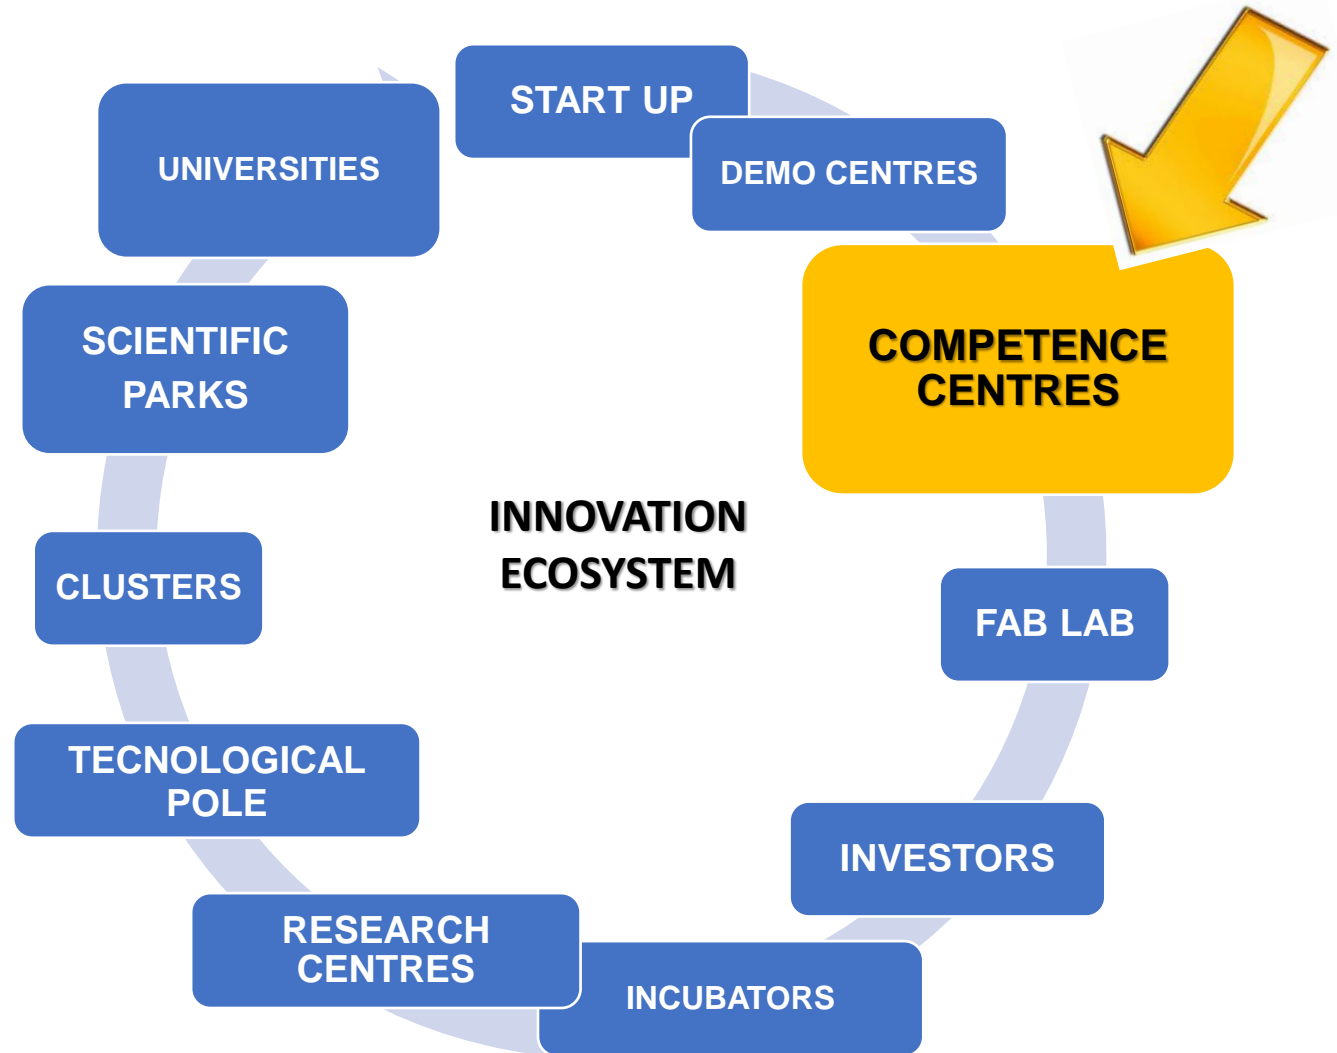 START UP
UNIVERSITIES
DEMO CENTRES
SCIENTIFIC
PARKS
COMPETENCE
CENTRES
INNOVATION
ECOSYSTEM
CLUSTERS
FAB LAB
TECNOLOGICAL
POLE
INVESTORS
RESEARCH
CENTRES
INCUBATORS